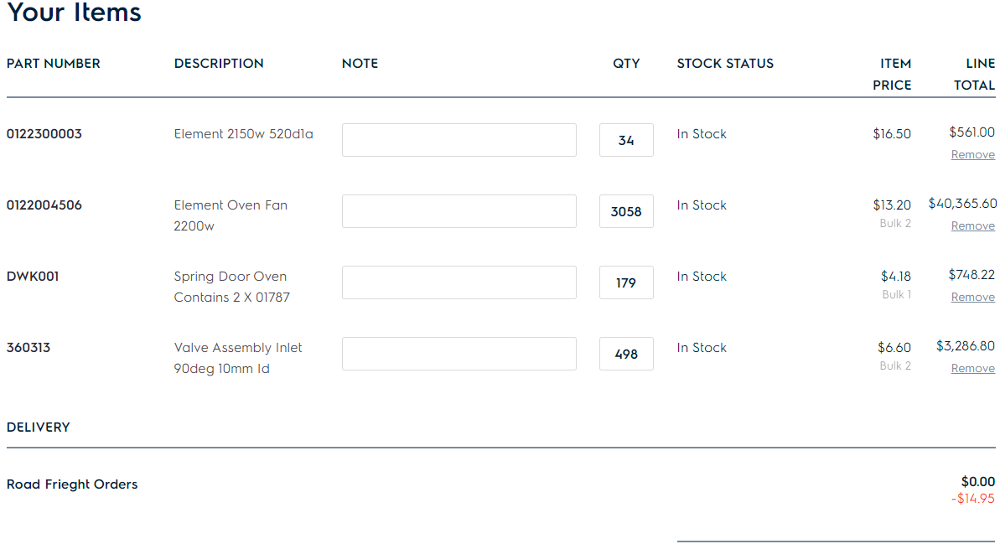 Your Items
PART NUMBER DESCRIPTION NOTE QTY STOCK STATUS ITEM PRICE LINE TOTAL
0122300003 Element 2150w 520d1a 34 In Stock $16.50 $561.00
Remove
0122004506 Element Oven Fan 3058 In Stock $13.20 $40,365.60
2200w Bulk 2 Remove
DWK001 Spring Door Oven 179 In Stock $4.18 $748.22
Contains 2 X 01787 Bulk 1 Remove
360313 Valve Assembly Inlet 498 In Stock $6.60 $3,286.80
90deg 10mm Id Bulk 2 Remove
DELIVERY
Road Frieght Orders $0.00
-$14.95